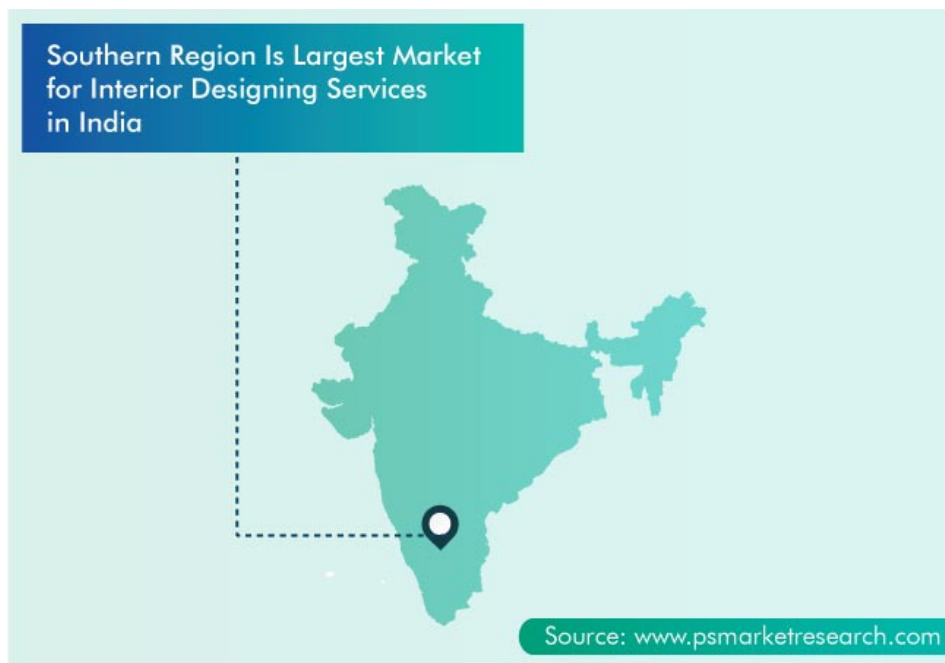 Southern Region Is Largest Market
for Interior Designing Services
in India
Source: www.psmarketresearch.com